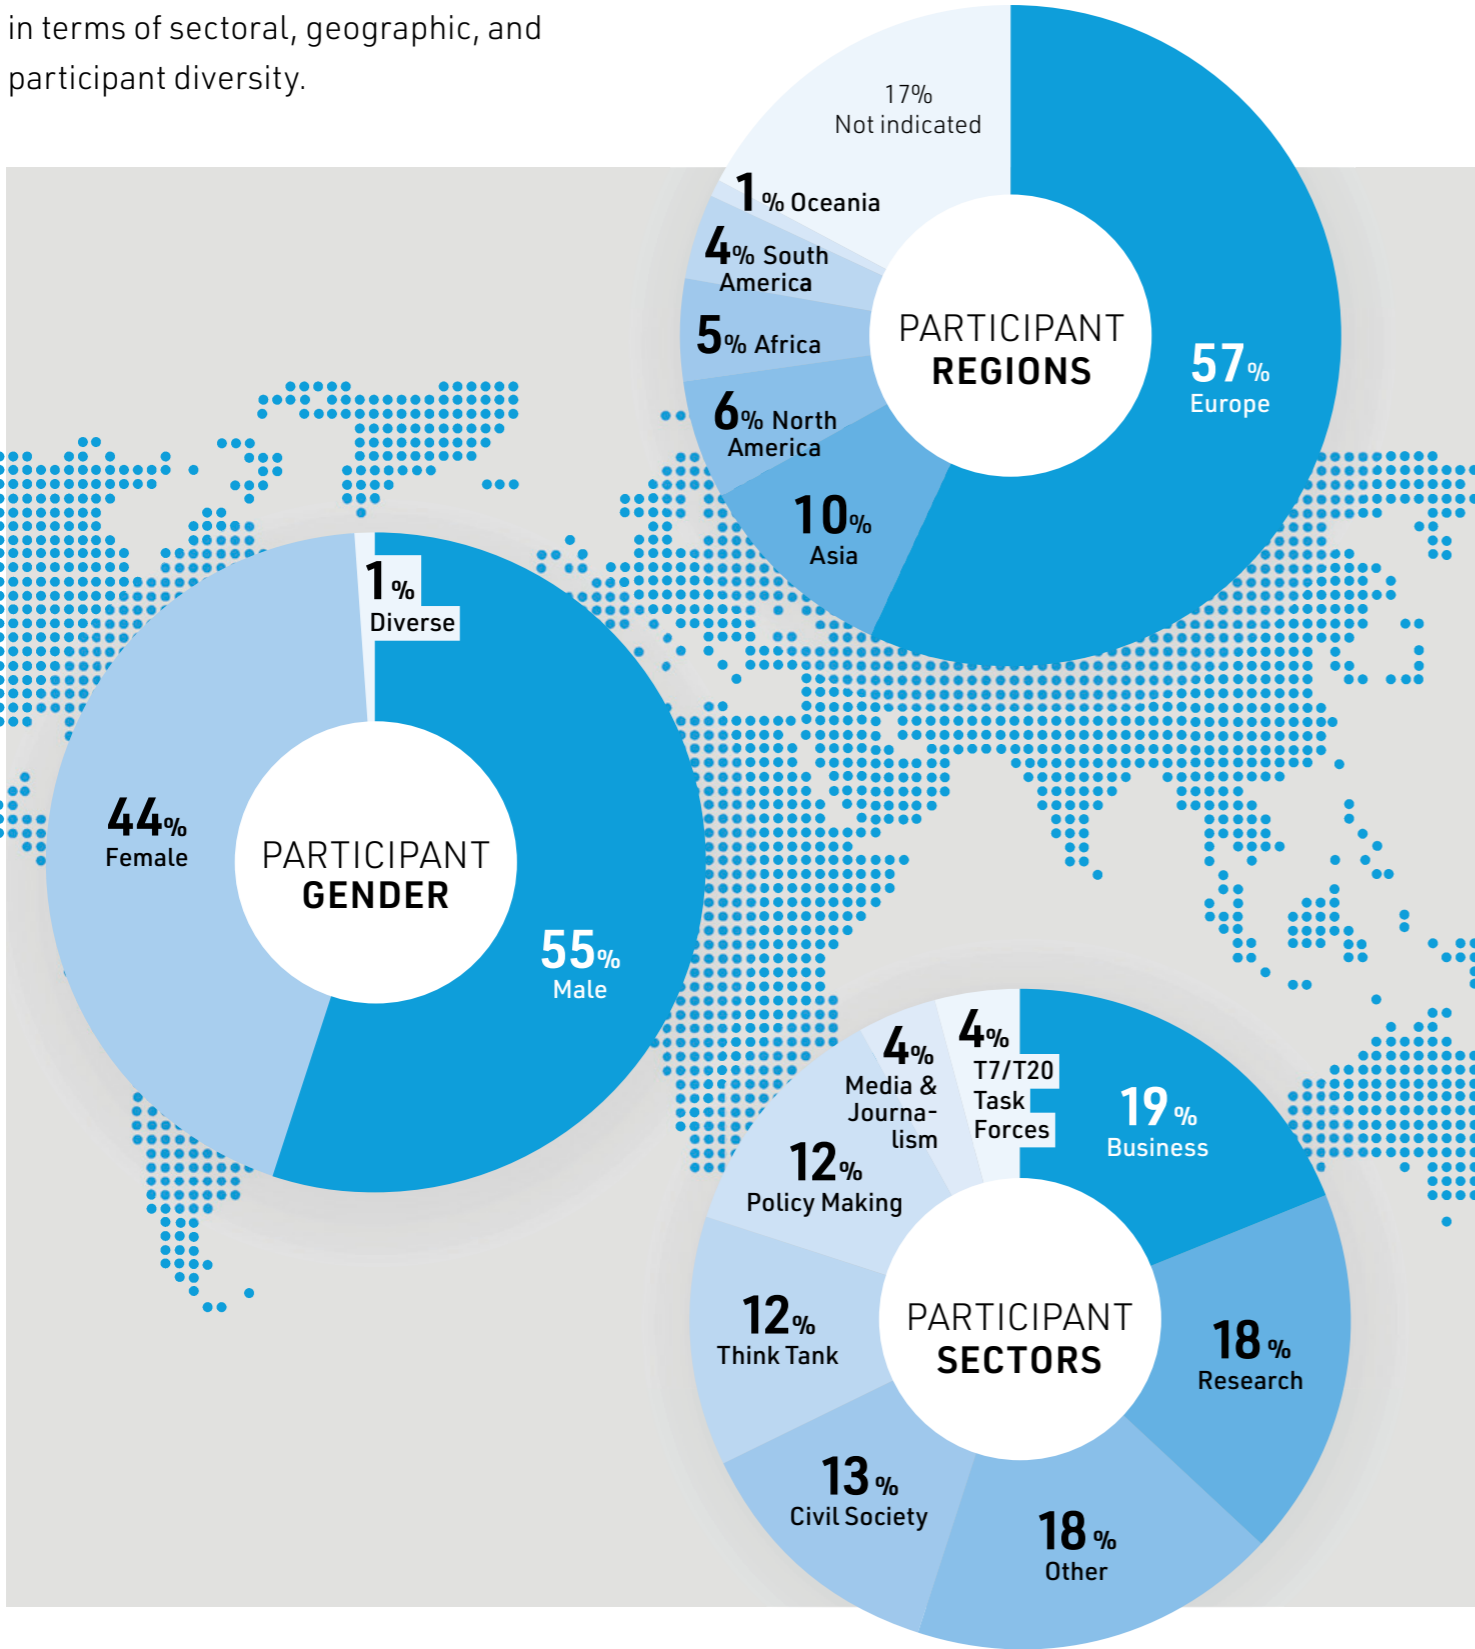 in terms of sectoral, geographic, and
participant diversity.
17%
Not indicated
1% Oceania
4% South
America
5% Africa
6% North
America
10%
Asia
57%
Europe
PARTICIPANT
REGIONS
1%
Diverse
44%
Female
55%
Male
PARTICIPANT
GENDER
4%
T7/T20
Task
Forces
4%
Media &
Journa-
lism
12%
Policy Making
12%
Think Tank
13%
Civil Society
18%
Other
18%
Research
19%
Business
PARTICIPANT
SECTORS